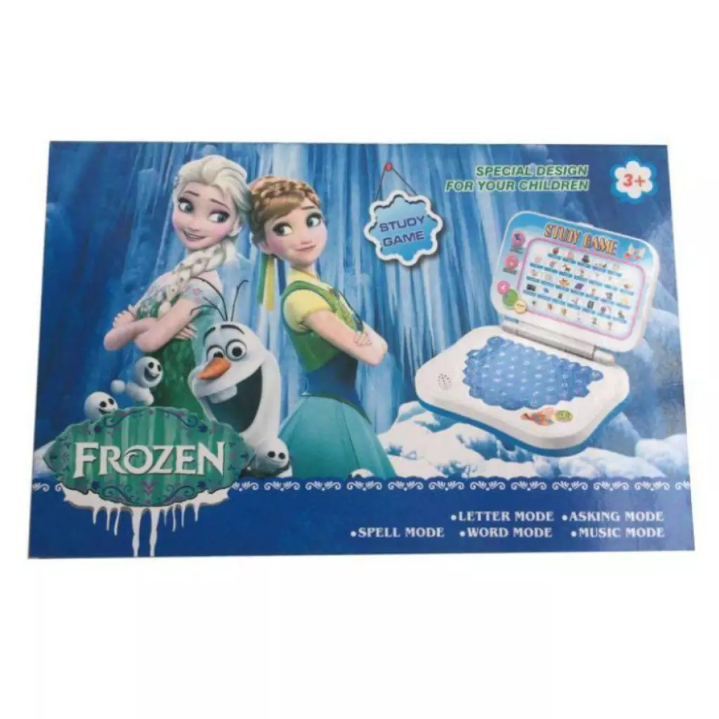 SPECIAL DESIGN
FOR YOUR CHILDREN
3+
STUDY
GAME
STUDY GAME
FROZEN
•LETTER MODE •ASKING MODE
•SPELL MODE •WORD MODE •MUSIC MODE